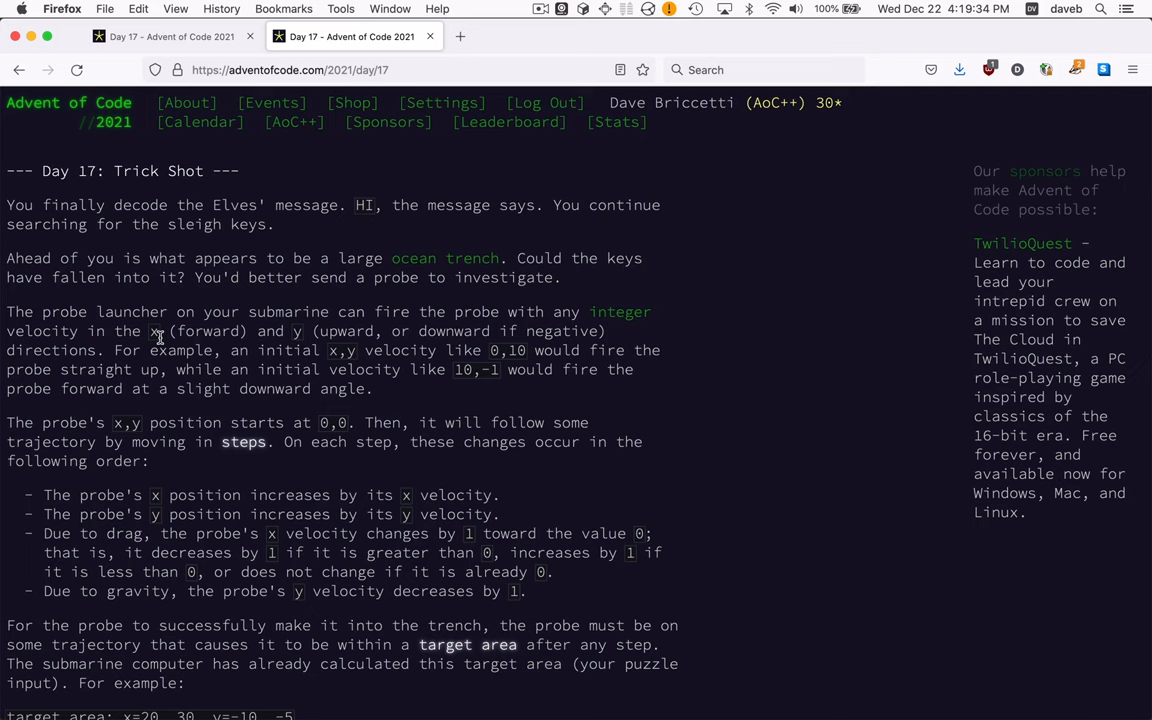 Firefox File Edit View History Bookmarks Tools Window Help 100% Wed Dec 22 4:19:34 PM DV daveb
Day 17 - Advent of Code 2021 × Day 17 - Advent of Code 2021 × +
https://adventofcode.com/2021/day/17 Search 1 D 2 S
Advent of Code [About] [Events] [Shop] [Settings] [Log Out] Dave Briccetti (AoC++) 30*
//2021 [Calendar] [AoC++] [Sponsors] [Leaderboard] [Stats]
--- Day 17: Trick Shot ---
You finally decode the Elves' message. HI, the message says. You continue
searching for the sleigh keys.
Ahead of you is what appears to be a large ocean trench. Could the keys
have fallen into it? You'd better send a probe to investigate.
The probe launcher on your submarine can fire the probe with any integer
velocity in the x (forward) and y (upward, or downward if negative)
directions. For example, an initial x,y velocity like 0,10 would fire the
probe straight up, while an initial velocity like 10,-1 would fire the
probe forward at a slight downward angle.
The probe's x,y position starts at 0,0. Then, it will follow some
trajectory by moving in steps. On each step, these changes occur in the
following order:
- The probe's x position increases by its x velocity.
- The probe's y position increases by its y velocity.
- Due to drag, the probe's x velocity changes by 1 toward the value 0;
that is, it decreases by 1 if it is greater than 0, increases by 1 if
it is less than 0, or does not change if it is already 0.
- Due to gravity, the probe's y velocity decreases by 1.
For the probe to successfully make it into the trench, the probe must be on
some trajectory that causes it to be within a target area after any step.
The submarine computer has already calculated this target area (your puzzle
input). For example:
target area: x=20..30, y=-10..-5
Our sponsors help
make Advent of
Code possible:
TwilioQuest -
Learn to code and
lead your
intrepid crew on
a mission to save
The Cloud in
TwilioQuest, a PC
role-playing game
inspired by
classics of the
16-bit era. Free
forever, and
available now for
Windows, Mac, and
Linux.